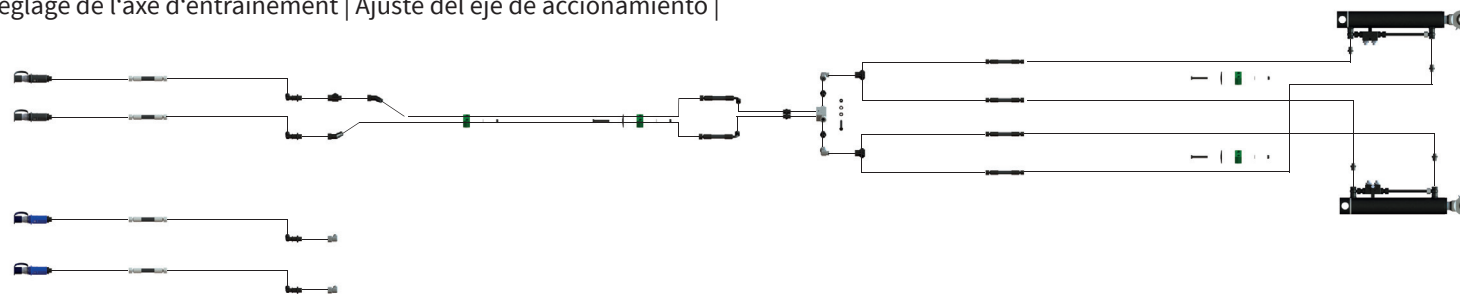 églage de l'axe d'entraînement | Ajuste del eje de accionamiento |